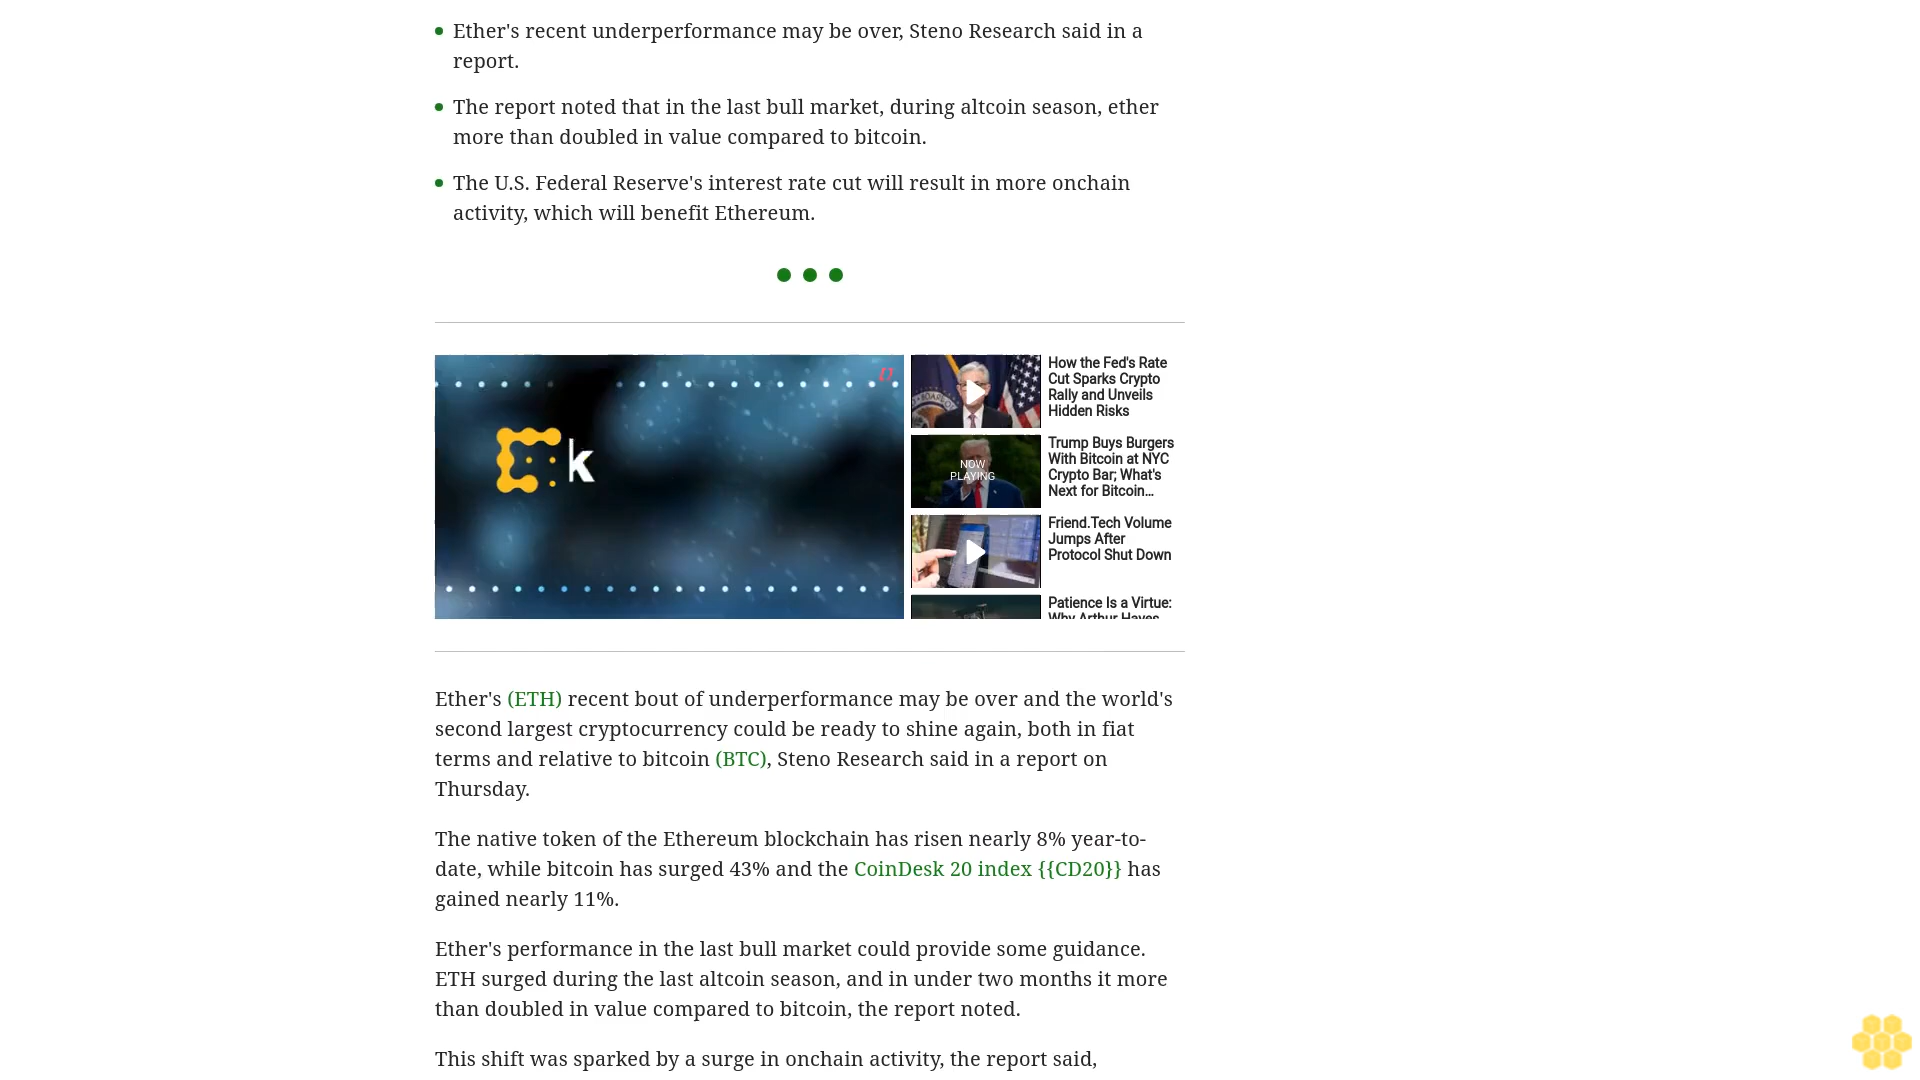 Ether's recent underperformance may be over, Steno Research said in a
report.
The report noted that in the last bull market, during altcoin season, ether
more than doubled in value compared to bitcoin.
The U.S. Federal Reserve's interest rate cut will result in more onchain
activity, which will benefit Ethereum.
k
How the Fed's Rate
Cut Sparks Crypto
Rally and Unveils
Hidden Risks
NOW
PLAYING
Trump Buys Burgers
With Bitcoin at NYC
Crypto Bar; What's
Next for Bitcoin...
Friend.Tech Volume
Jumps After
Protocol Shut Down
Patience Is a Virtue:
Why Arthur Hayes
Ether's (ETH) recent bout of underperformance may be over and the world's
second largest cryptocurrency could be ready to shine again, both in fiat
terms and relative to bitcoin (BTC), Steno Research said in a report on
Thursday.
The native token of the Ethereum blockchain has risen nearly 8% year-to-
date, while bitcoin has surged 43% and the CoinDesk 20 index {{CD20}} has
gained nearly 11%.
Ether's performance in the last bull market could provide some guidance.
ETH surged during the last altcoin season, and in under two months it more
than doubled in value compared to bitcoin, the report noted.
This shift was sparked by a surge in onchain activity, the report said,